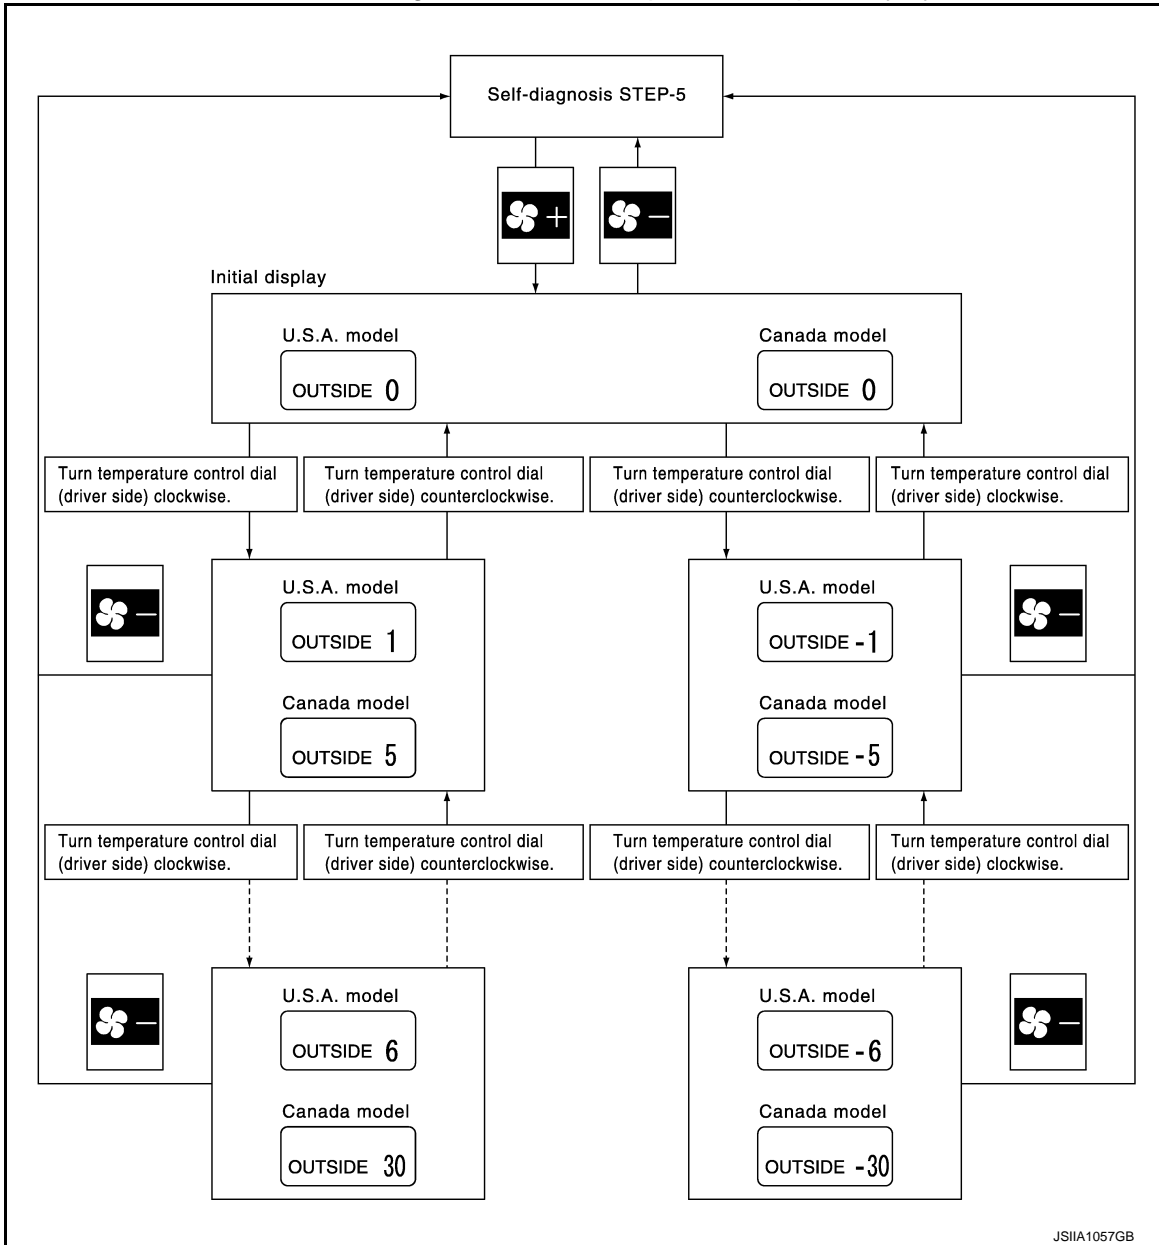 Self-diagnosis STEP-5
Initial display
U.S.A. model
OUTSIDE 0
Canada model
OUTSIDE 0
Turn temperature control dial
(driver side) clockwise.
Turn temperature control dial
(driver side) counterclockwise.
Turn temperature control dial
(driver side) counterclockwise.
Turn temperature control dial
(driver side) clockwise.
U.S.A. model
OUTSIDE 1
Canada model
OUTSIDE 5
U.S.A. model
OUTSIDE -1
Canada model
OUTSIDE -5
Turn temperature control dial
(driver side) clockwise.
Turn temperature control dial
(driver side) counterclockwise.
Turn temperature control dial
(driver side) counterclockwise.
Turn temperature control dial
(driver side) clockwise.
U.S.A. model
OUTSIDE 6
Canada model
OUTSIDE 30
U.S.A. model
OUTSIDE -6
Canada model
OUTSIDE -30
JSIIA1057GB